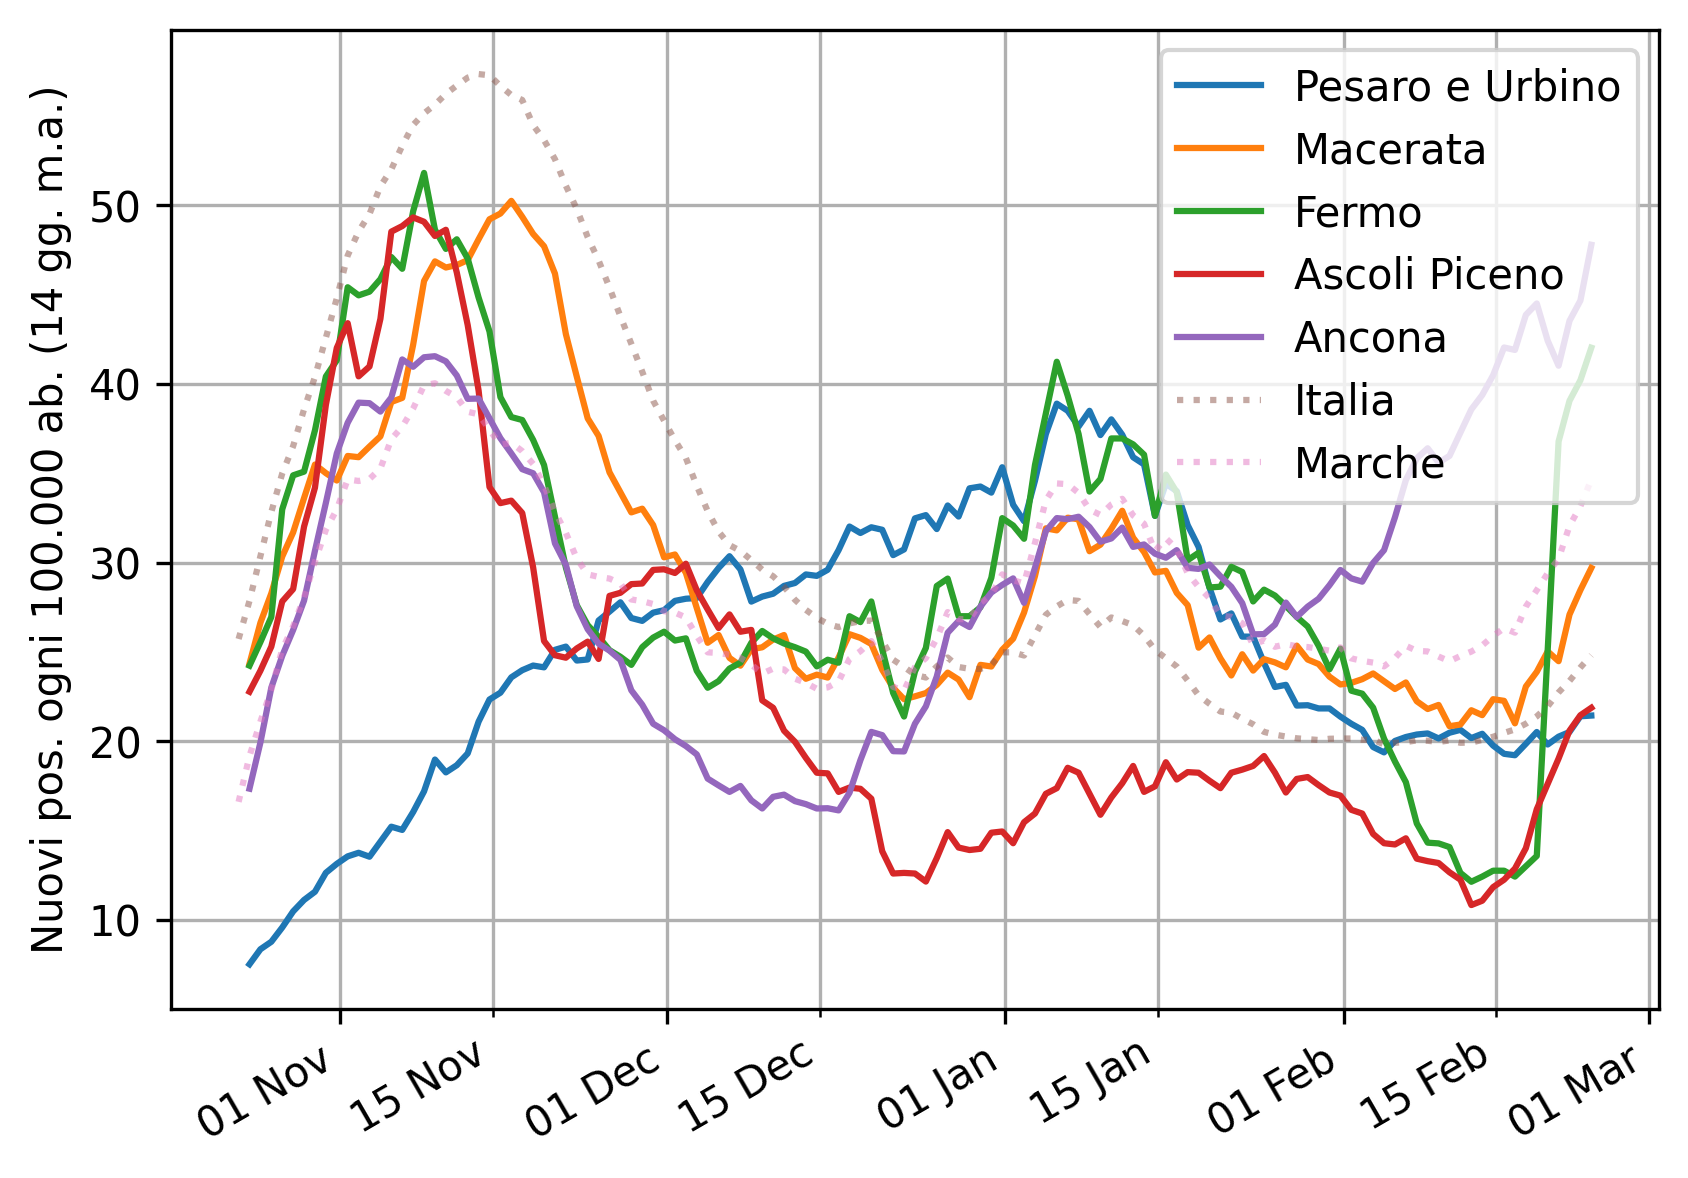 Nuovi pos. ogni 100.000 ab. (14 gg. m.a.)
50
40
30
20
10
Pesaro e Urbino
Macerata
Fermo
Ascoli Piceno
Ancona
Italia
Marche
01 Nov
15 Nov
01 Dec
15 Dec
01 Jan
15 Jan
01 Feb
15 Feb
01 Mar